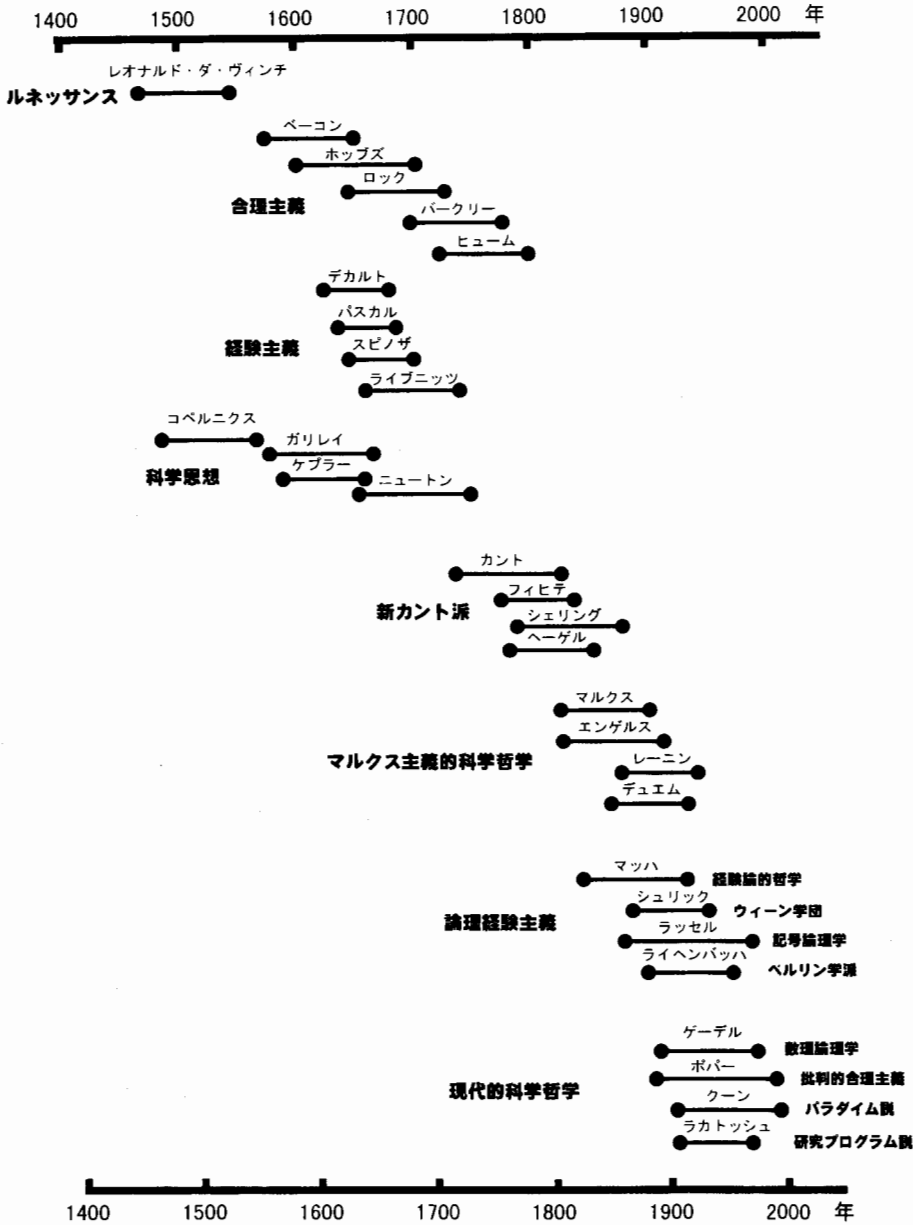 1400 1500 1600 1700 1800 1900 2000 年
レオナルド・ダ・ヴィンチ
ルネッサンス
ベーコン
ホッブズ
ロック
合理主義
バークリー
ヒューム
デカルト
パスカル
経験主義
スピノザ
ライプニッツ
コペルニクス
ガリレイ
ケプラー
科学思想
ニュートン
カント
フィヒテ
新カント派
シェリング
ヘーゲル
マルクス
エンゲルス
マルクス主義的科学哲学
レーニン
デュエム
マッハ 経験論的哲学
シュリック ウィーン学団
論理経験主義
ラッセル 記号論理学
ライヘンバッハ ベルリン学派
ゲーデル 数理論理学
ポパー 批判的合理主義
現代的科学哲学
クーン パラダイム説
ラカトッシュ 研究プログラム説
1400 1500 1600 1700 1800 1900 2000 年